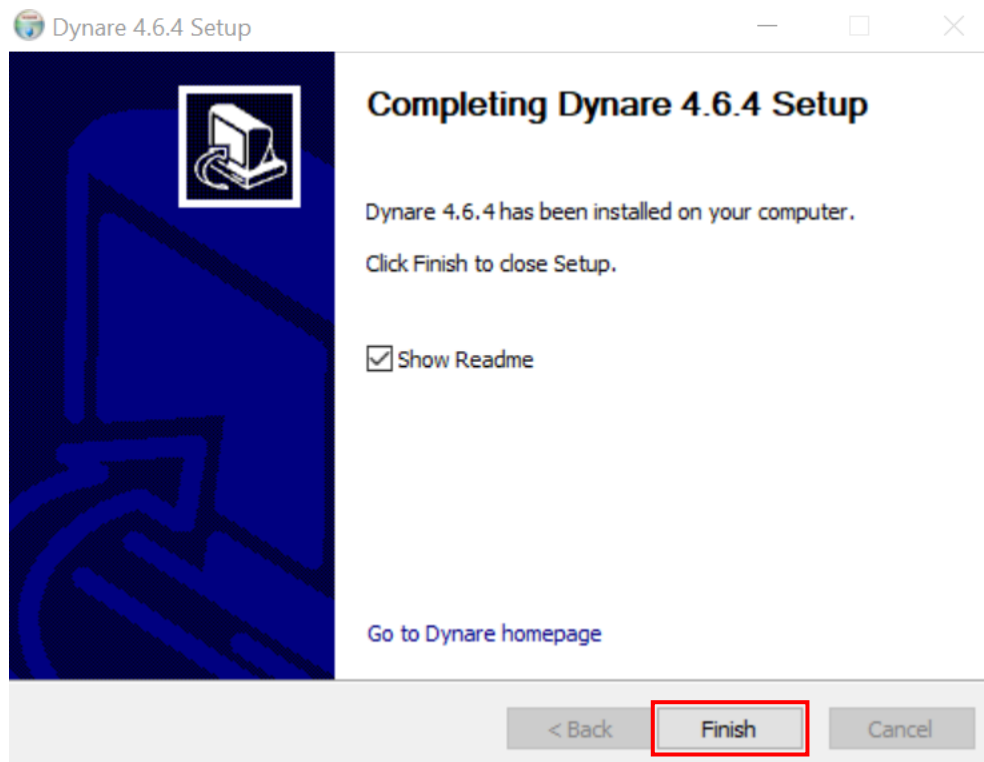 Dynare 4.6.4 Setup
Completing Dynare 4.6.4 Setup
Dynare 4.6.4 has been installed on your computer.
Click Finish to close Setup.
Show Readme
Go to Dynare homepage
< Back Finish Cancel